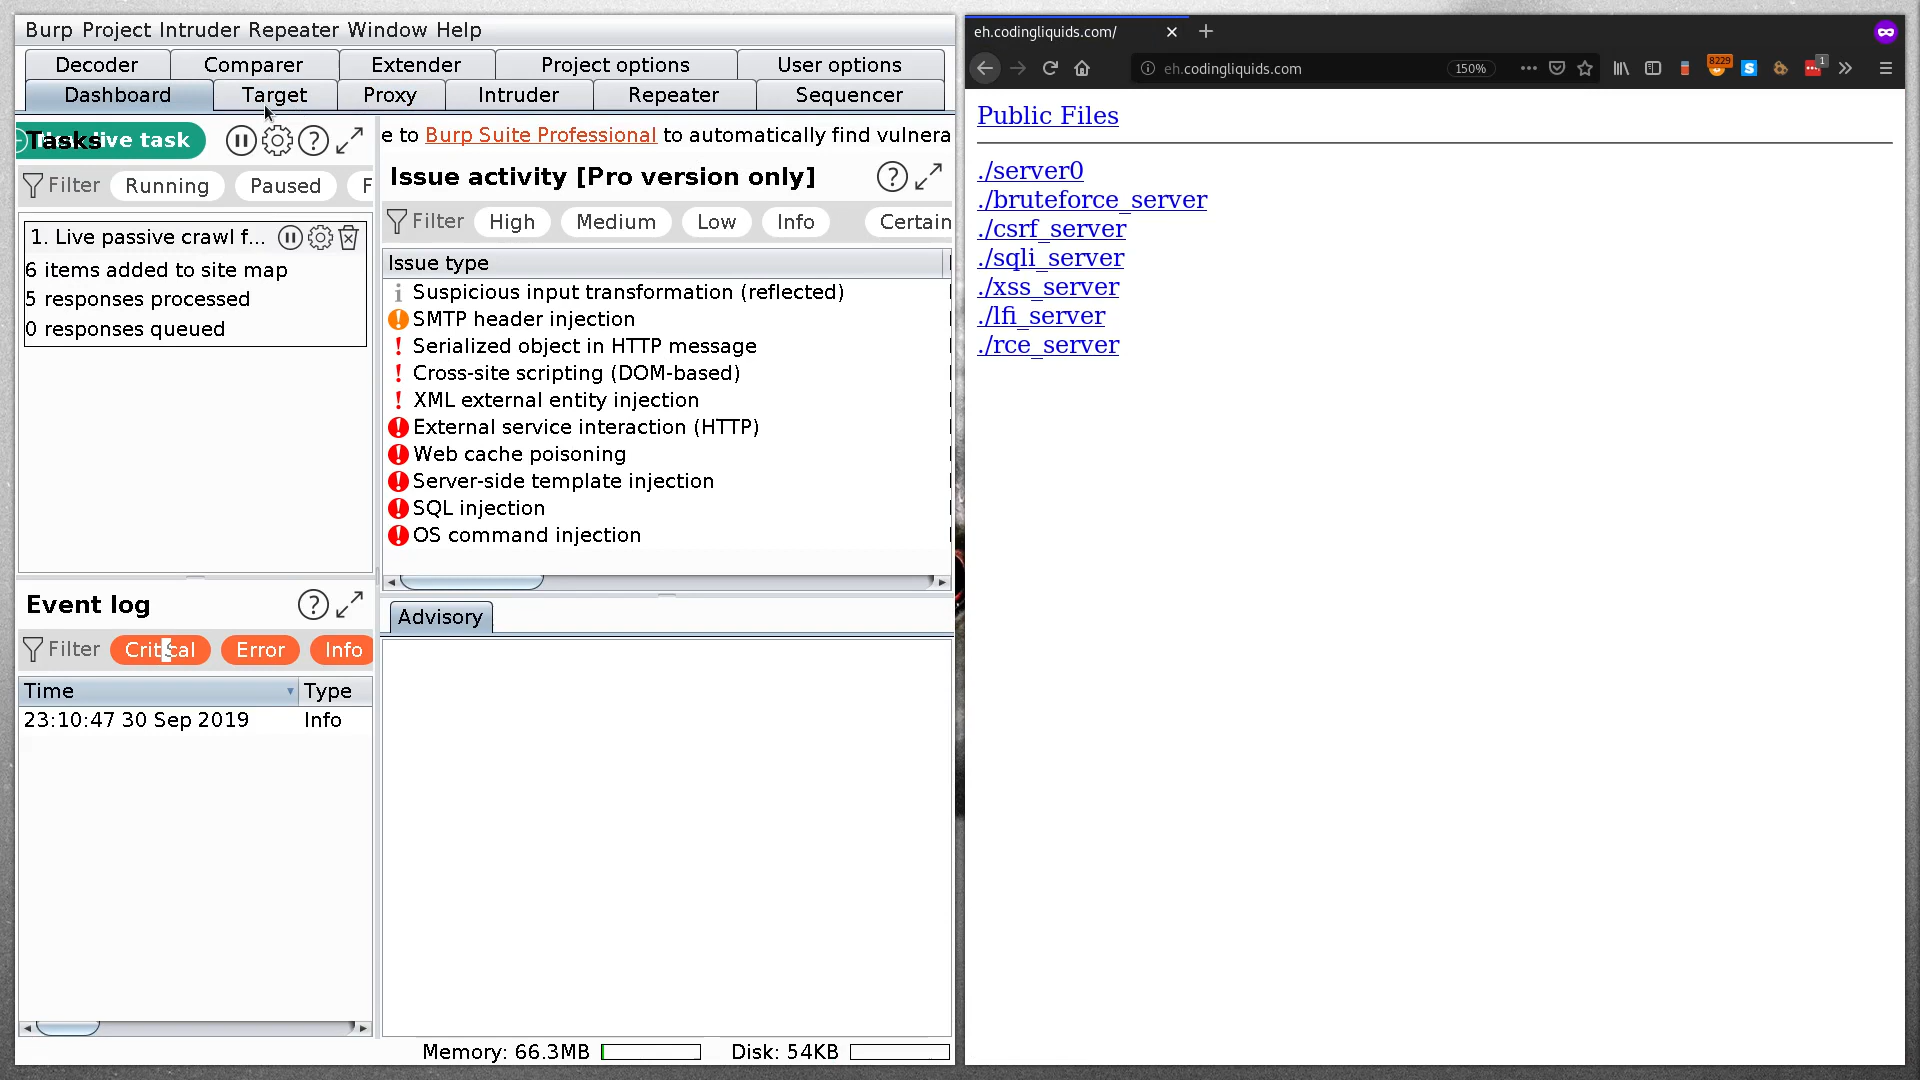 Burp Project Intruder Repeater Window Help
Decoder Comparer Extender Project options User options
Dashboard Target Proxy Intruder Repeater Sequencer
Tasks
live task
Filter Running Paused F
1. Live passive crawl f...
6 items added to site map
5 responses processed
0 responses queued
Event log
Filter Critical Error Info
Time Type
23:10:47 30 Sep 2019 Info
e to Burp Suite Professional to automatically find vulnera
Issue activity [Pro version only]
Filter High Medium Low Info Certain
Issue type
Suspicious input transformation (reflected)
SMTP header injection
Serialized object in HTTP message
Cross-site scripting (DOM-based)
XML external entity injection
External service interaction (HTTP)
Web cache poisoning
Server-side template injection
SQL injection
OS command injection
Advisory
Memory: 66.3MB Disk: 54KB
eh.codingliquids.com/
eh.codingliquids.com 150% 8229 S 1
Public Files
./server0
./bruteforce_server
./csrf_server
./sqli_server
./xss_server
./lfi_server
./rce_server